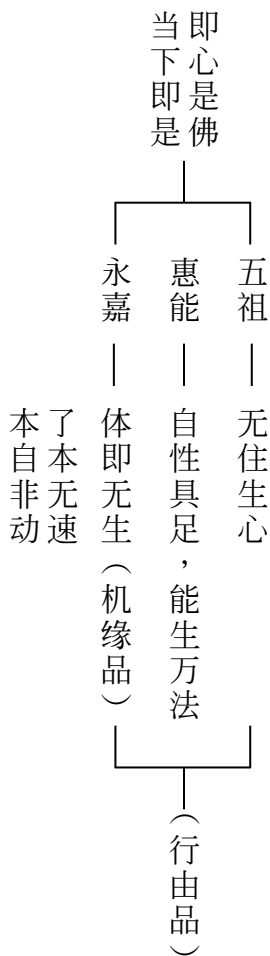 即心是佛
当下即是
五祖
无住生心
惠能
自性具足，能生万法
永嘉
体即无生（机缘品）
了本无速
本自非动
（行由品）